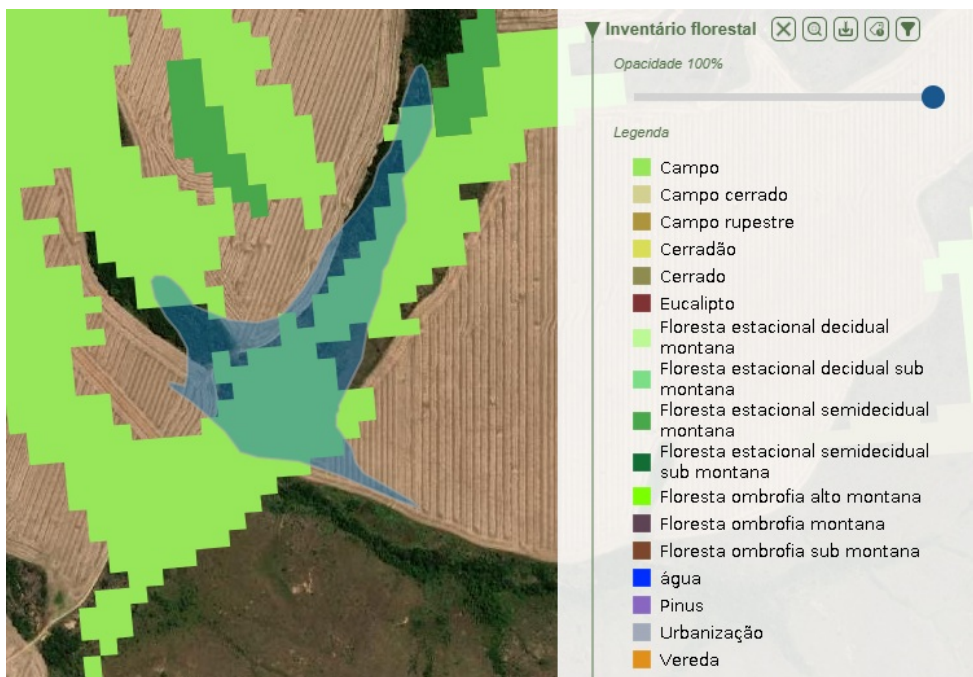 Inventário florestal
Opacidade 100%
Legenda
Campo
Campo cerrado
Campo rupestre
Cerradão
Cerrado
Eucalipto
Floresta estacional decidual
montana
Floresta estacional decidual sub
montana
Floresta estacional semidecidual
montana
Floresta estacional semidecidual
sub montana
Floresta ombrofia alto montana
Floresta ombrofia montana
Floresta ombrofia sub montana
água
Pinus
Urbanização
Vereda